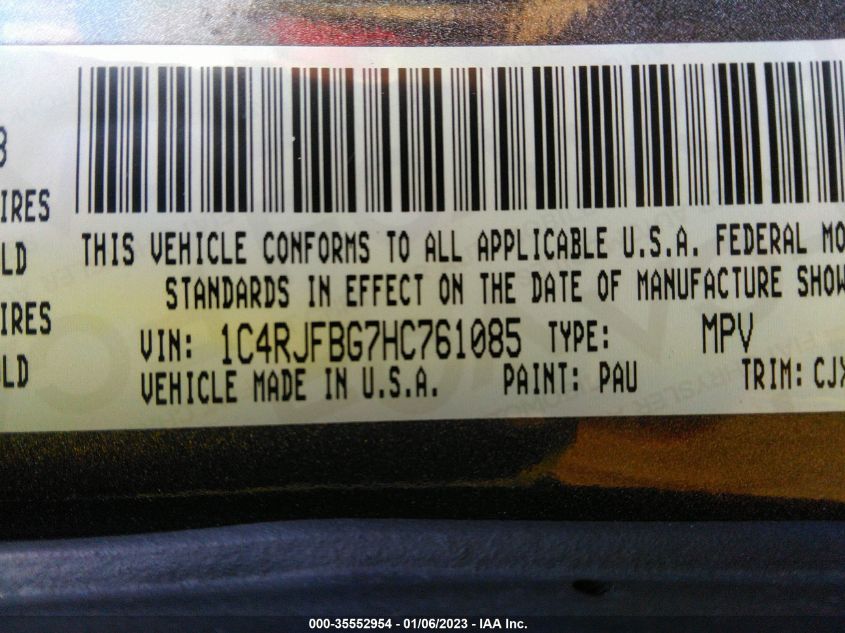 8
IRES
LD
IRES
OLD
THIS VEHICLE CONFORMS TO ALL APPLICABLE U.S.A. FEDERAL MO
STANDARDS IN EFFECT ON THE DATE OF MANUFACTURE SHOW
VIN: 1C4RJFBG7HC761085 TYPE: MPV
VEHICLE MADE IN U.S.A. PAINT: PAU TRIM: CJX
000-35552954 - 01/06/2023 - IAA Inc.